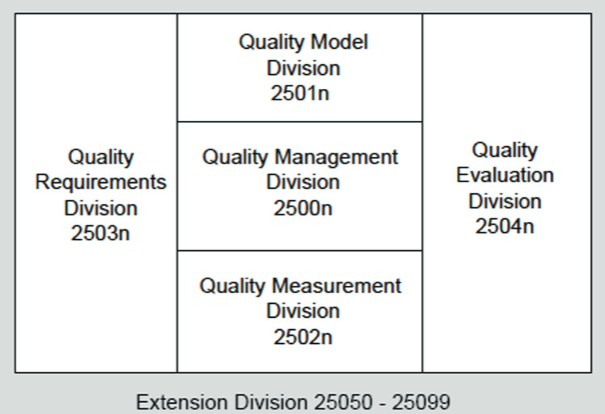 Quality
Requirements
Division
2503n
Quality Model
Division
2501n
Quality Management
Division
2500n
Quality Measurement
Division
2502n
Quality
Evaluation
Division
2504n
Extension Division 25050 - 25099